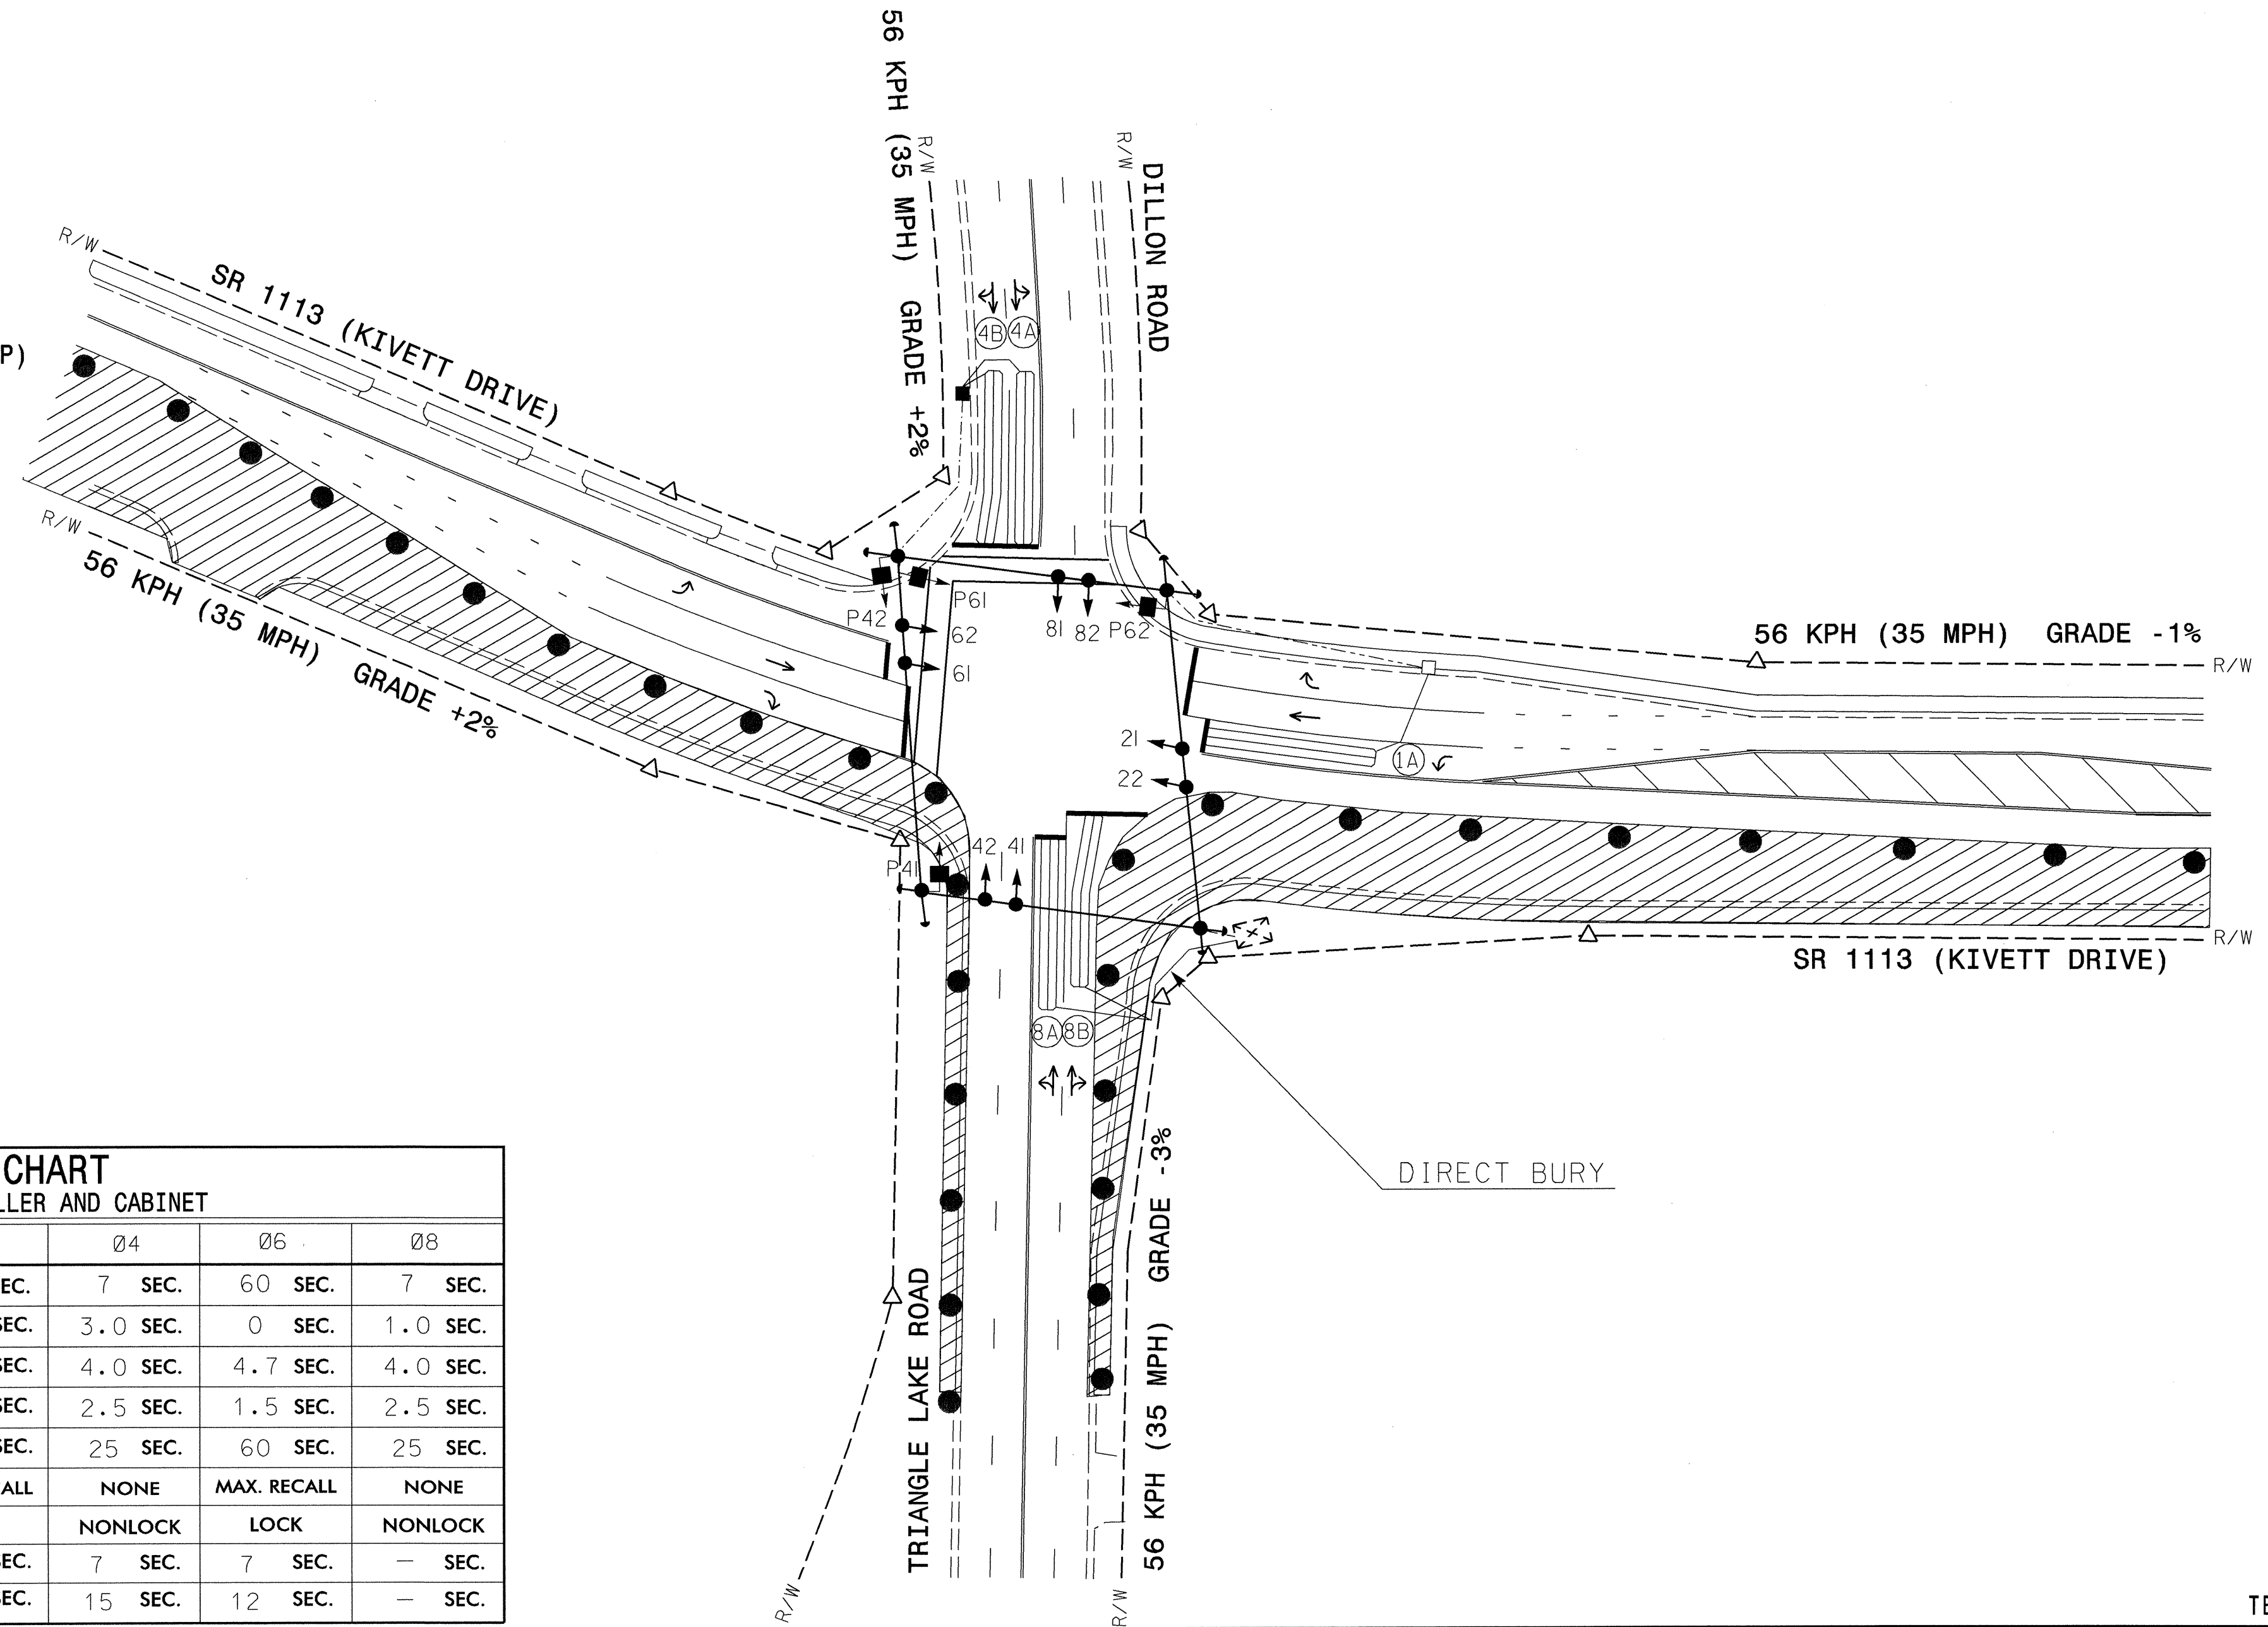 56 KPH (35 MPH) GRADE +2%
R/W
R/W
DILLON ROAD
R/W
SR 1113 (KIVETT DRIVE)
P)
4B 4A
R/W
56 KPH (35 MPH) GRADE +2%
P42
P61
62
61
81 82 P62
56 KPH (35 MPH) GRADE -1%
R/W
21
22
1A
P41
42 41
R/W
SR 1113 (KIVETT DRIVE)
8A 8B
DIRECT BURY
TRIANGLE LAKE ROAD
56 KPH (35 MPH) GRADE -3%
R/W
R/W
CHART
LLER AND CABINET
Ø4 Ø6 Ø8
EC. 7 SEC. 60 SEC. 7 SEC.
SEC. 3.0 SEC. 0 SEC. 1.0 SEC.
SEC. 4.0 SEC. 4.7 SEC. 4.0 SEC.
SEC. 2.5 SEC. 1.5 SEC. 2.5 SEC.
SEC. 25 SEC. 60 SEC. 25 SEC.
ALL NONE MAX. RECALL NONE
NONLOCK LOCK NONLOCK
SEC. 7 SEC. 7 SEC. — SEC.
SEC. 15 SEC. 12 SEC. — SEC.
TE